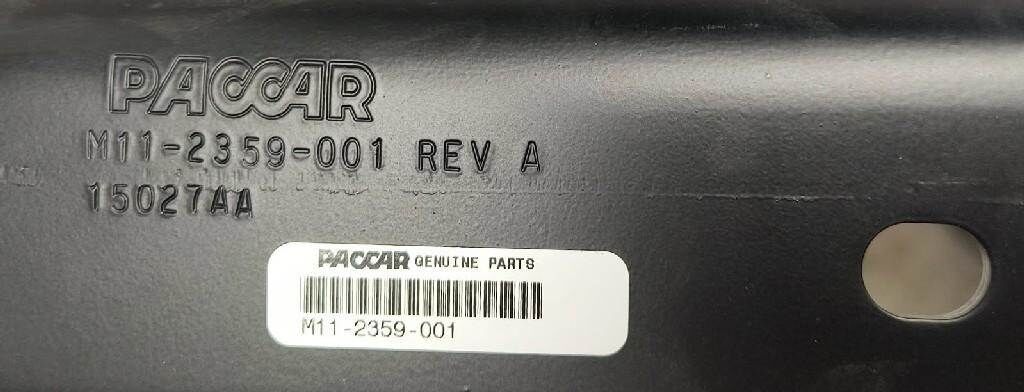 PACCAR
M11-2359-001 REV A
15027AA
PACCAR GENUINE PARTS
M11-2359-001